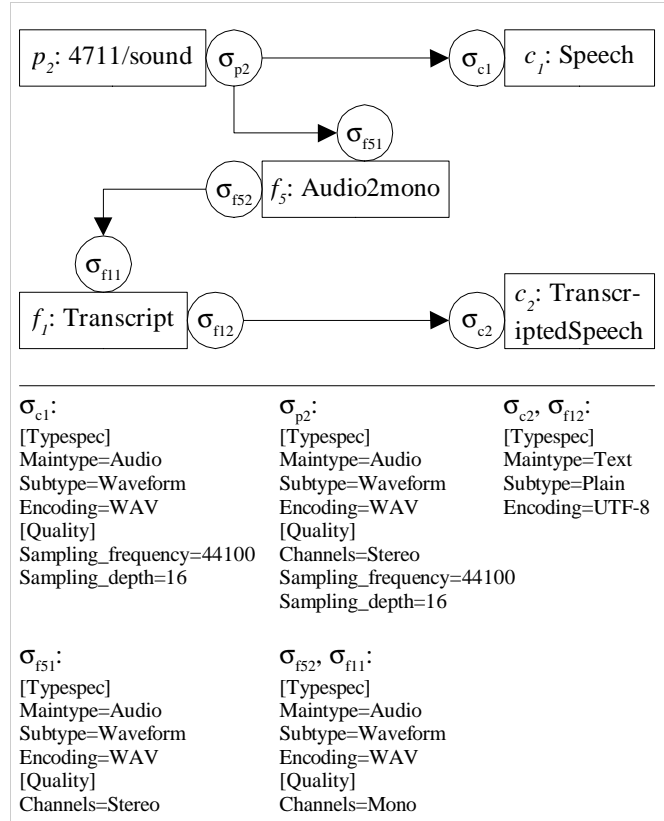 p2: 4711/sound σp2 σc1 c1: Speech
σf51
σf52 f5: Audio2mono
σf11
f1: Transcript σf12 σc2 c2: Transcr-
iptedSpeech
σc1:
[Typespec]
Maintype=Audio
Subtype=Waveform
Encoding=WAV
[Quality]
Sampling_frequency=44100
Sampling_depth=16
σp2:
[Typespec]
Maintype=Audio
Subtype=Waveform
Encoding=WAV
[Quality]
Channels=Stereo
Sampling_frequency=44100
Sampling_depth=16
σc2, σf12:
[Typespec]
Maintype=Text
Subtype=Plain
Encoding=UTF-8
σf51:
[Typespec]
Maintype=Audio
Subtype=Waveform
Encoding=WAV
[Quality]
Channels=Stereo
σf52, σf11:
[Typespec]
Maintype=Audio
Subtype=Waveform
Encoding=WAV
[Quality]
Channels=Mono